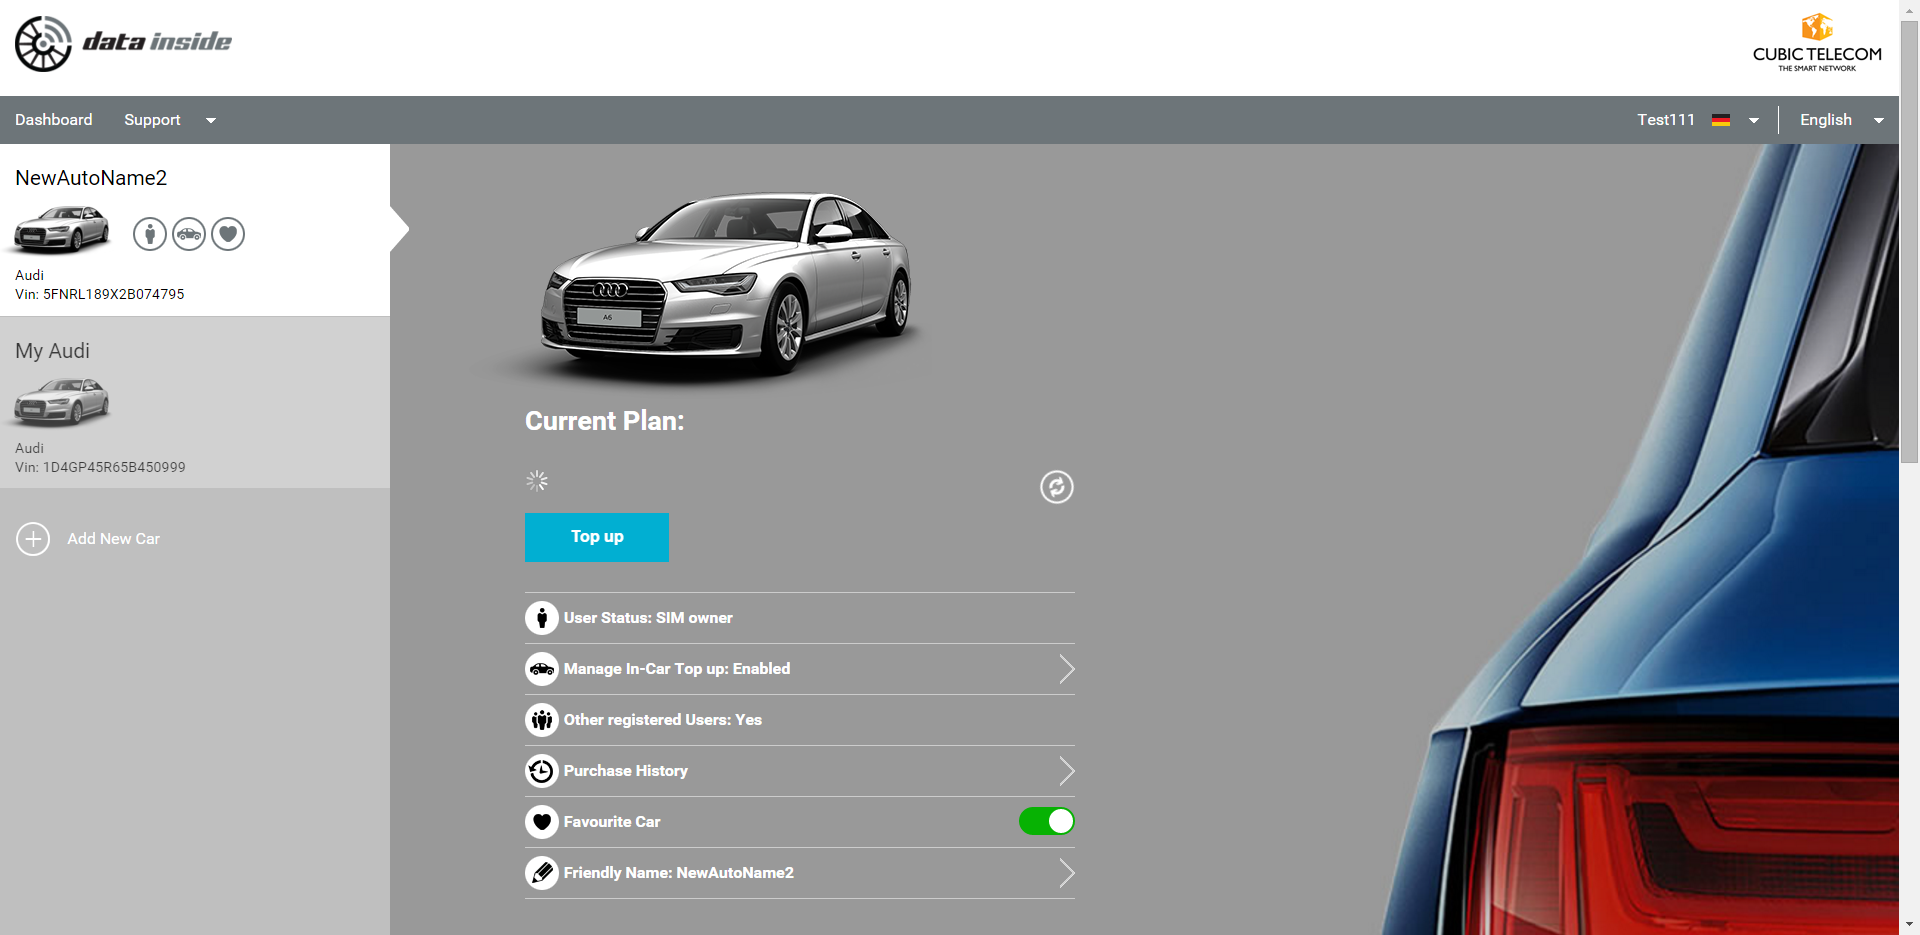 data inside
CUBIC TELECOM
THE SMART NETWORK
Dashboard
Support
Test111
English
NewAutoName2
Audi
Vin: 5FNRL189X2B074795
My Audi
Audi
Vin: 1D4GP45R65B450999
Add New Car
A6
Current Plan:
Top up
User Status: SIM owner
Manage In-Car Top up: Enabled
Other registered Users: Yes
Purchase History
Favourite Car
Friendly Name: NewAutoName2